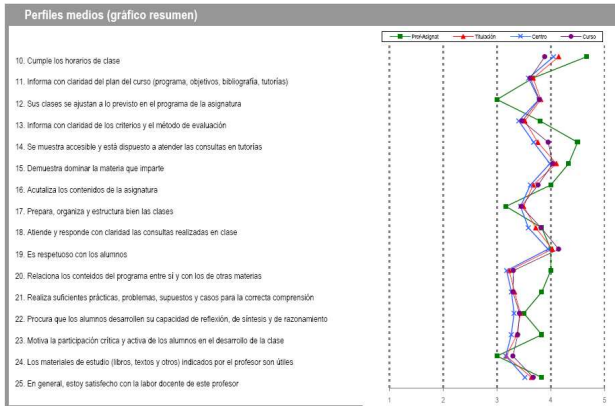 Perfiles medios (gráfico resumen)
Prof-Asignat Titulación Centro Curso
10. Cumple los horarios de clase
11. Informa con claridad del plan del curso (programa, objetivos, bibliografía, tutorías)
12. Sus clases se ajustan a lo previsto en el programa de la asignatura
13. Informa con claridad de los criterios y el método de evaluación
14. Se muestra accesible y está dispuesto a atender las consultas en tutorías
15. Demuestra dominar la materia que imparte
16. Acutaliza los contenidos de la asignatura
17. Prepara, organiza y estructura bien las clases
18. Atiende y responde con claridad las consultas realizadas en clase
19. Es respetuoso con los alumnos
20. Relaciona los conteidos del programa entre sí y con los de otras materias
21. Realiza suficientes prácticas, problemas, supuestos y casos para la correcta comprensión
22. Procura que los alumnos desarrollen su capacidad de reflexión, de síntesis y de razonamiento
23. Motiva la participación crítica y activa de los alumnos en el desarrollo de la clase
24. Los materiales de estudio (libros, textos y otros) indicados por el profesor son útiles
25. En general, estoy satisfecho con la labor docente de este profesor
1 2 3 4 5